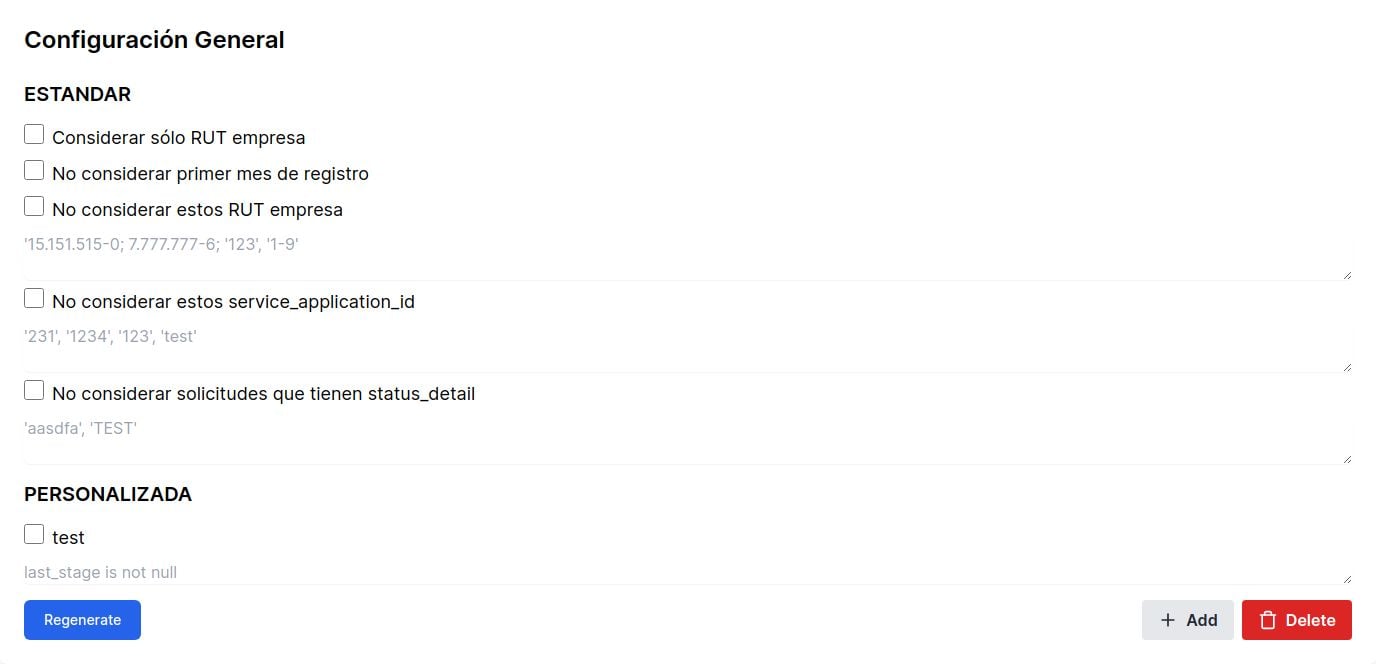 Configuración General
ESTANDAR
Considerar sólo RUT empresa
No considerar primer mes de registro
No considerar estos RUT empresa
'15.151.515-0; 7.777.777-6; '123', '1-9'
No considerar estos service_application_id
'231', '1234', '123', 'test'
No considerar solicitudes que tienen status_detail
'aasdfa', 'TEST'
PERSONALIZADA
test
last_stage is not null
Regenerate
Add
Delete